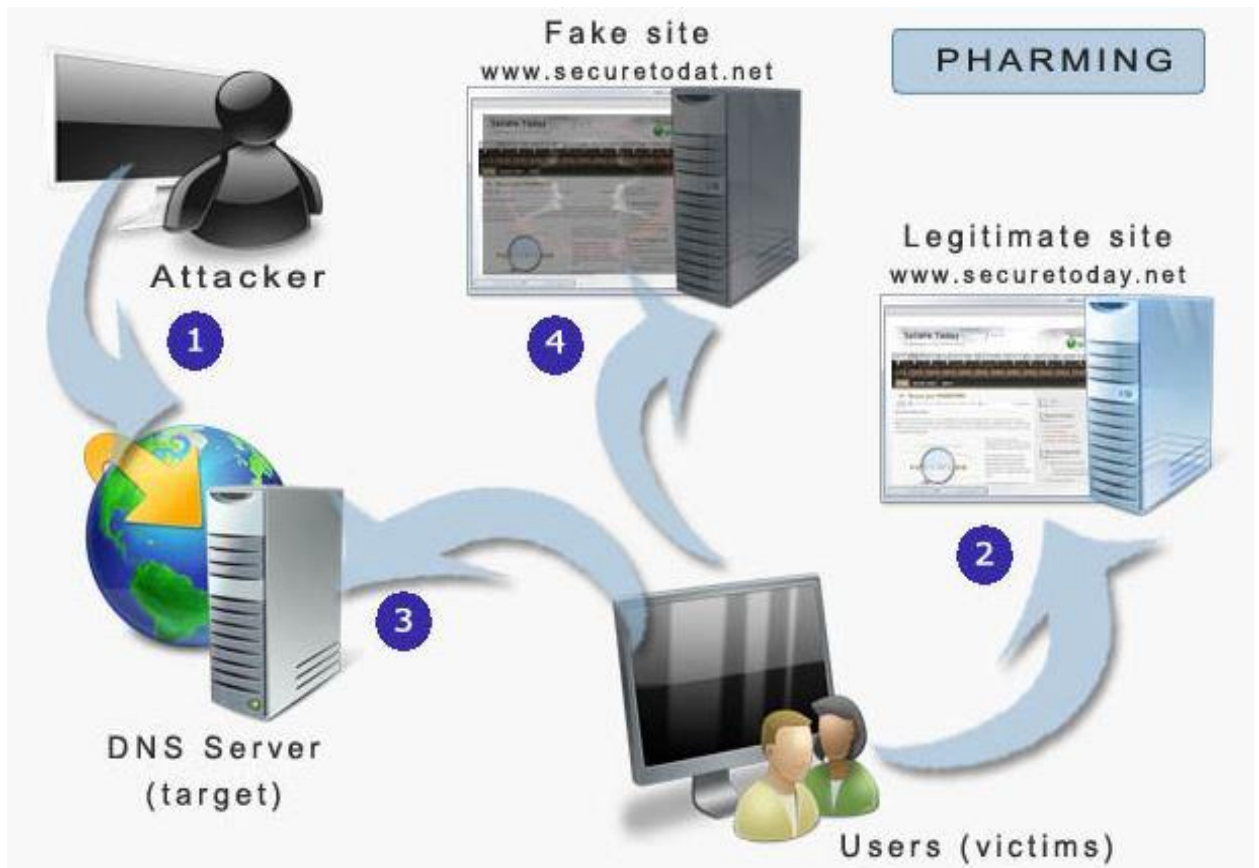 Fake site
www.securetodat.net
PHARMING
Attacker
1
4
Legitimate site
www.securetoday.net
2
3
DNS Server
(target)
Users (victims)